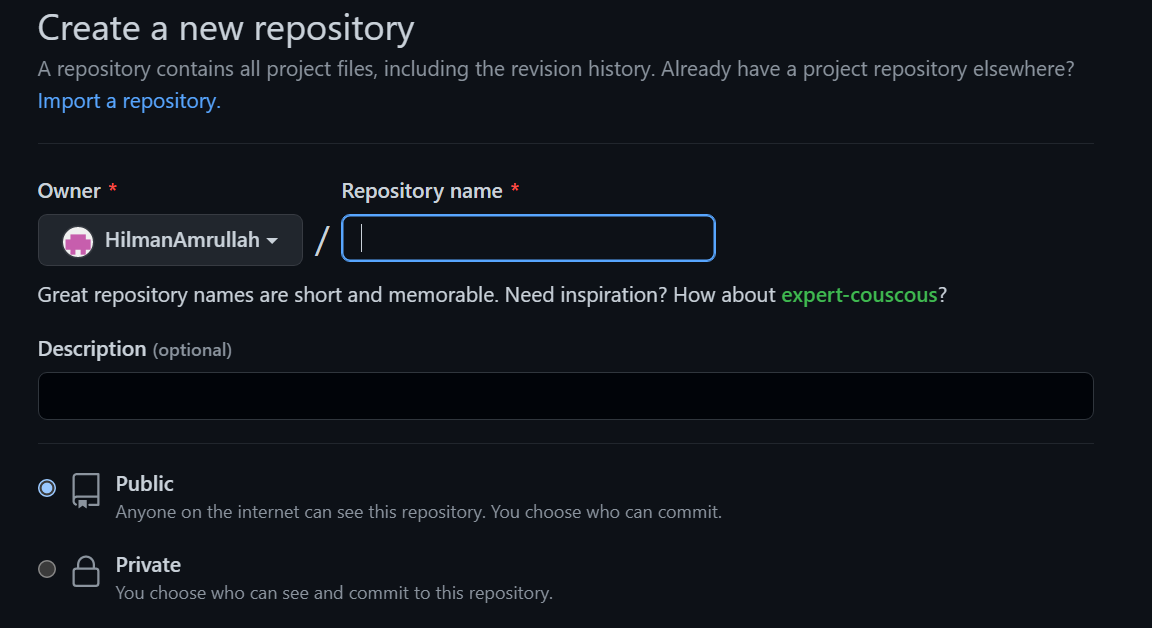 Create a new repository
A repository contains all project files, including the revision history. Already have a project repository elsewhere?
Import a repository.
Owner * Repository name *
HilmanAmrullah /
Great repository names are short and memorable. Need inspiration? How about expert-couscous?
Description (optional)
Public
Anyone on the internet can see this repository. You choose who can commit.
Private
You choose who can see and commit to this repository.